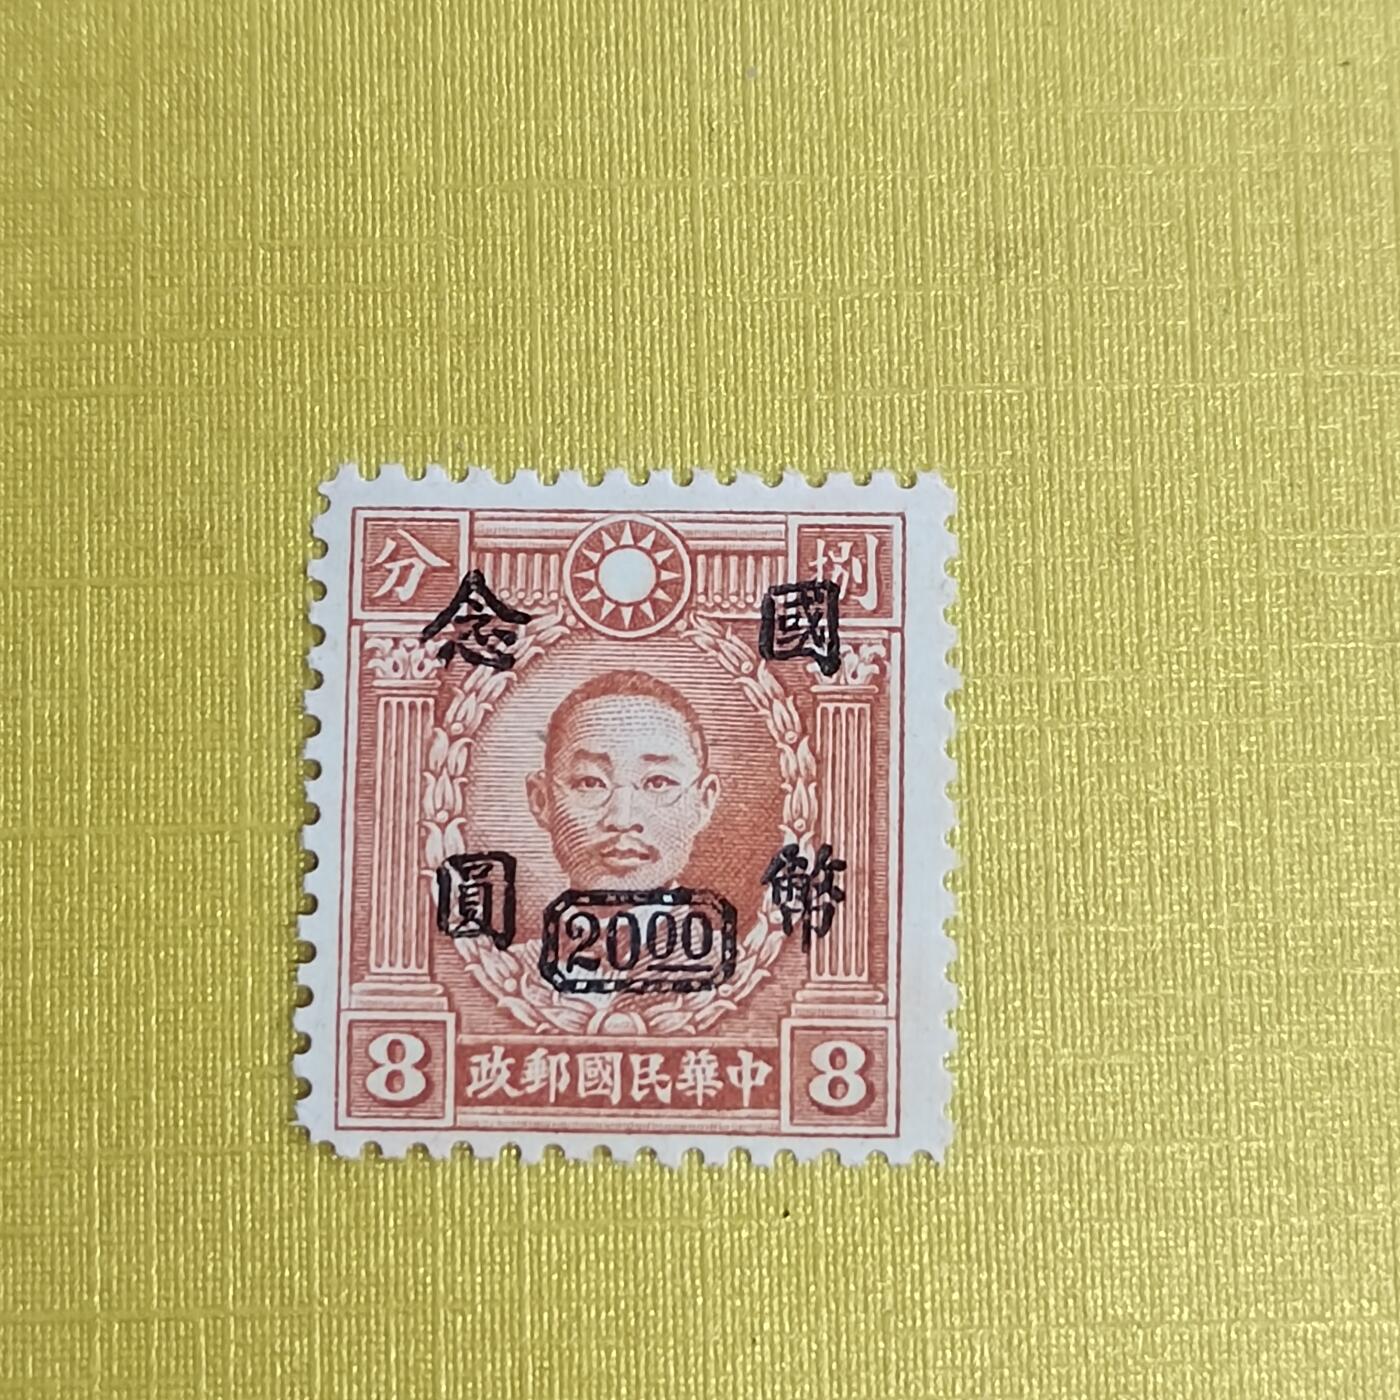 分 捌
念 國
圓 幣
2000
8 政郵國民華中 8